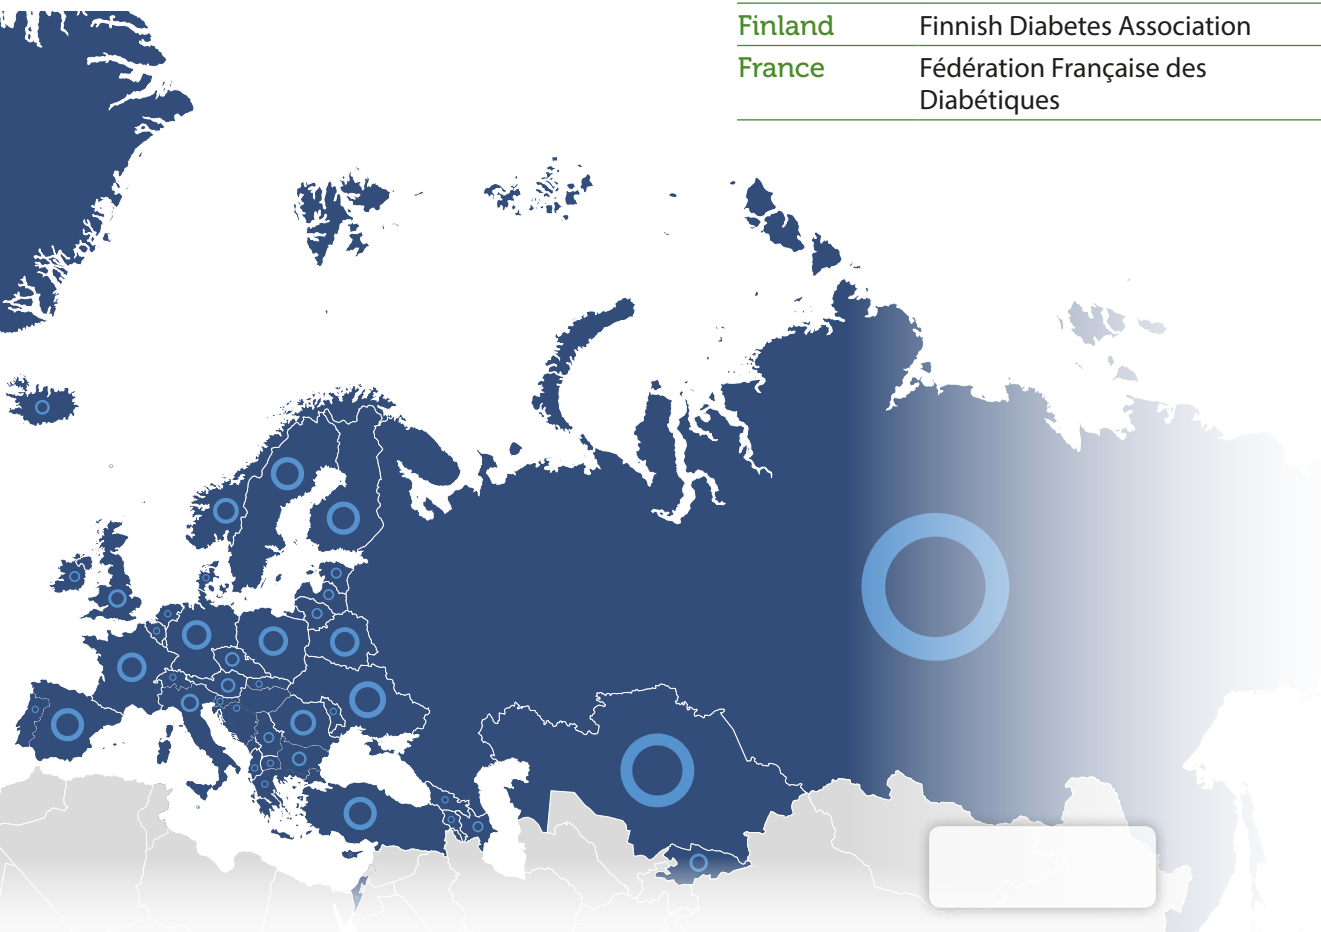 Finland Finnish Diabetes Association
France Fédération Française des
Diabétiques